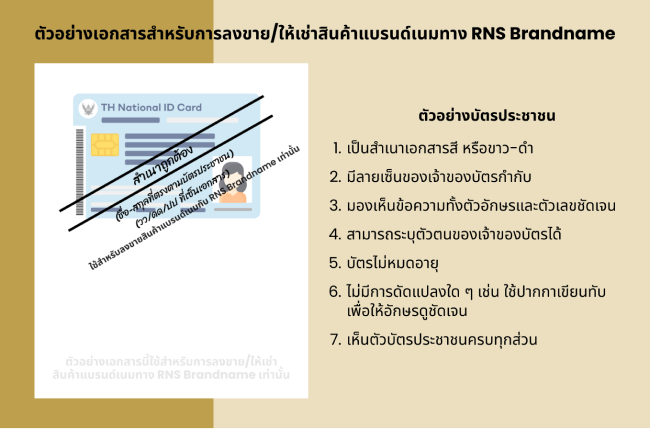 ตัวอย่างเอกสารสำหรับการลงขาย/ให้เช่าสินค้าแบรนด์เนมทาง RNS Brandname
TH National ID Card
สำเนาถูกต้อง
(ชื่อ-สกุลที่ตรงตามบัตรประชาชน)
(วว/ดด/ปป ที่เซ็นเอกสาร)
ใช้สำหรับลงขายสินค้าแบรนด์เนมกับ RNS Brandname เท่านั้น
ตัวอย่างเอกสารนี้ใช้สำหรับการลงขาย/ให้เช่า
สินค้าแบรนด์เนมทาง RNS Brandname เท่านั้น
ตัวอย่างบัตรประชาชน
1. เป็นสำเนาเอกสารสี หรือขาว-ดำ
2. มีลายเซ็นของเจ้าของบัตรกำกับ
3. มองเห็นข้อความทั้งตัวอักษรและตัวเลขชัดเจน
4. สามารถระบุตัวตนของเจ้าของบัตรได้
5. บัตรไม่หมดอายุ
6. ไม่มีการดัดแปลงใด ๆ เช่น ใช้ปากกาเขียนทับ
เพื่อให้อักษรดูชัดเจน
7. เห็นตัวบัตรประชาชนครบทุกส่วน